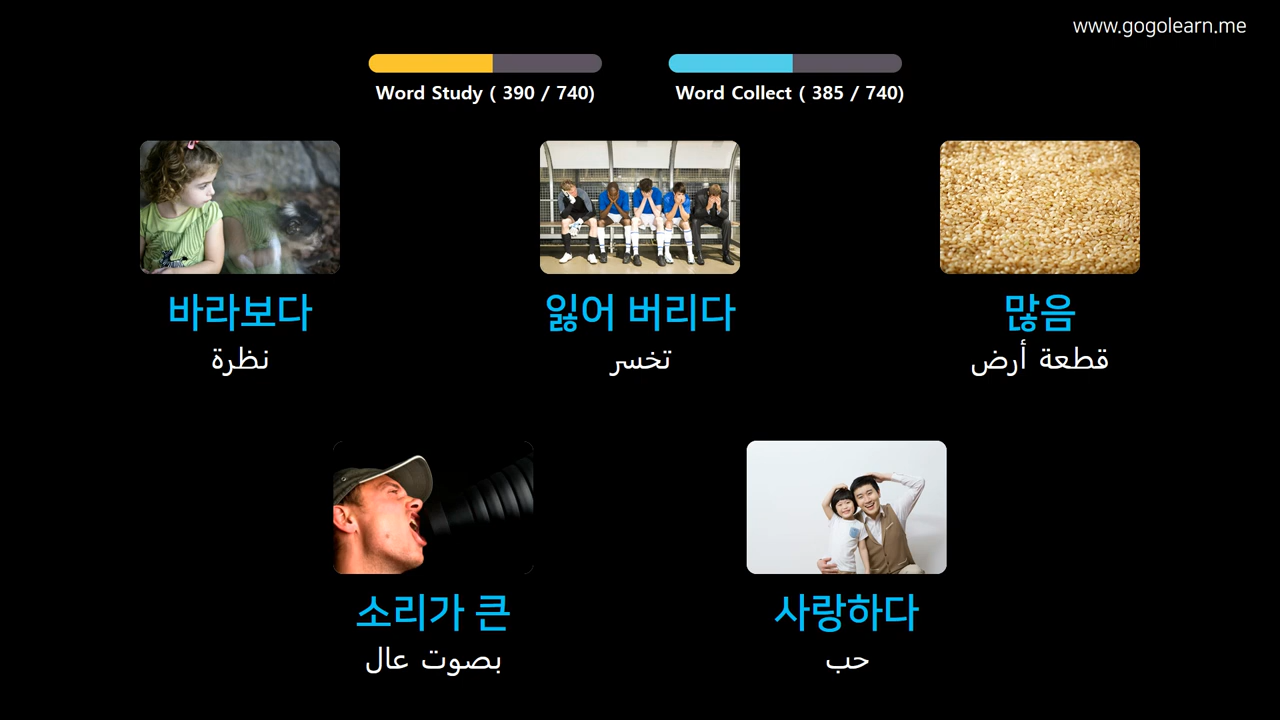 www.gogolearn.me
Word Study ( 390 / 740)
Word Collect ( 385 / 740)
바라보다
نظرة
잃어 버리다
تخسر
많음
قطعة أرض
소리가 큰
بصوت عال
사랑하다
حب